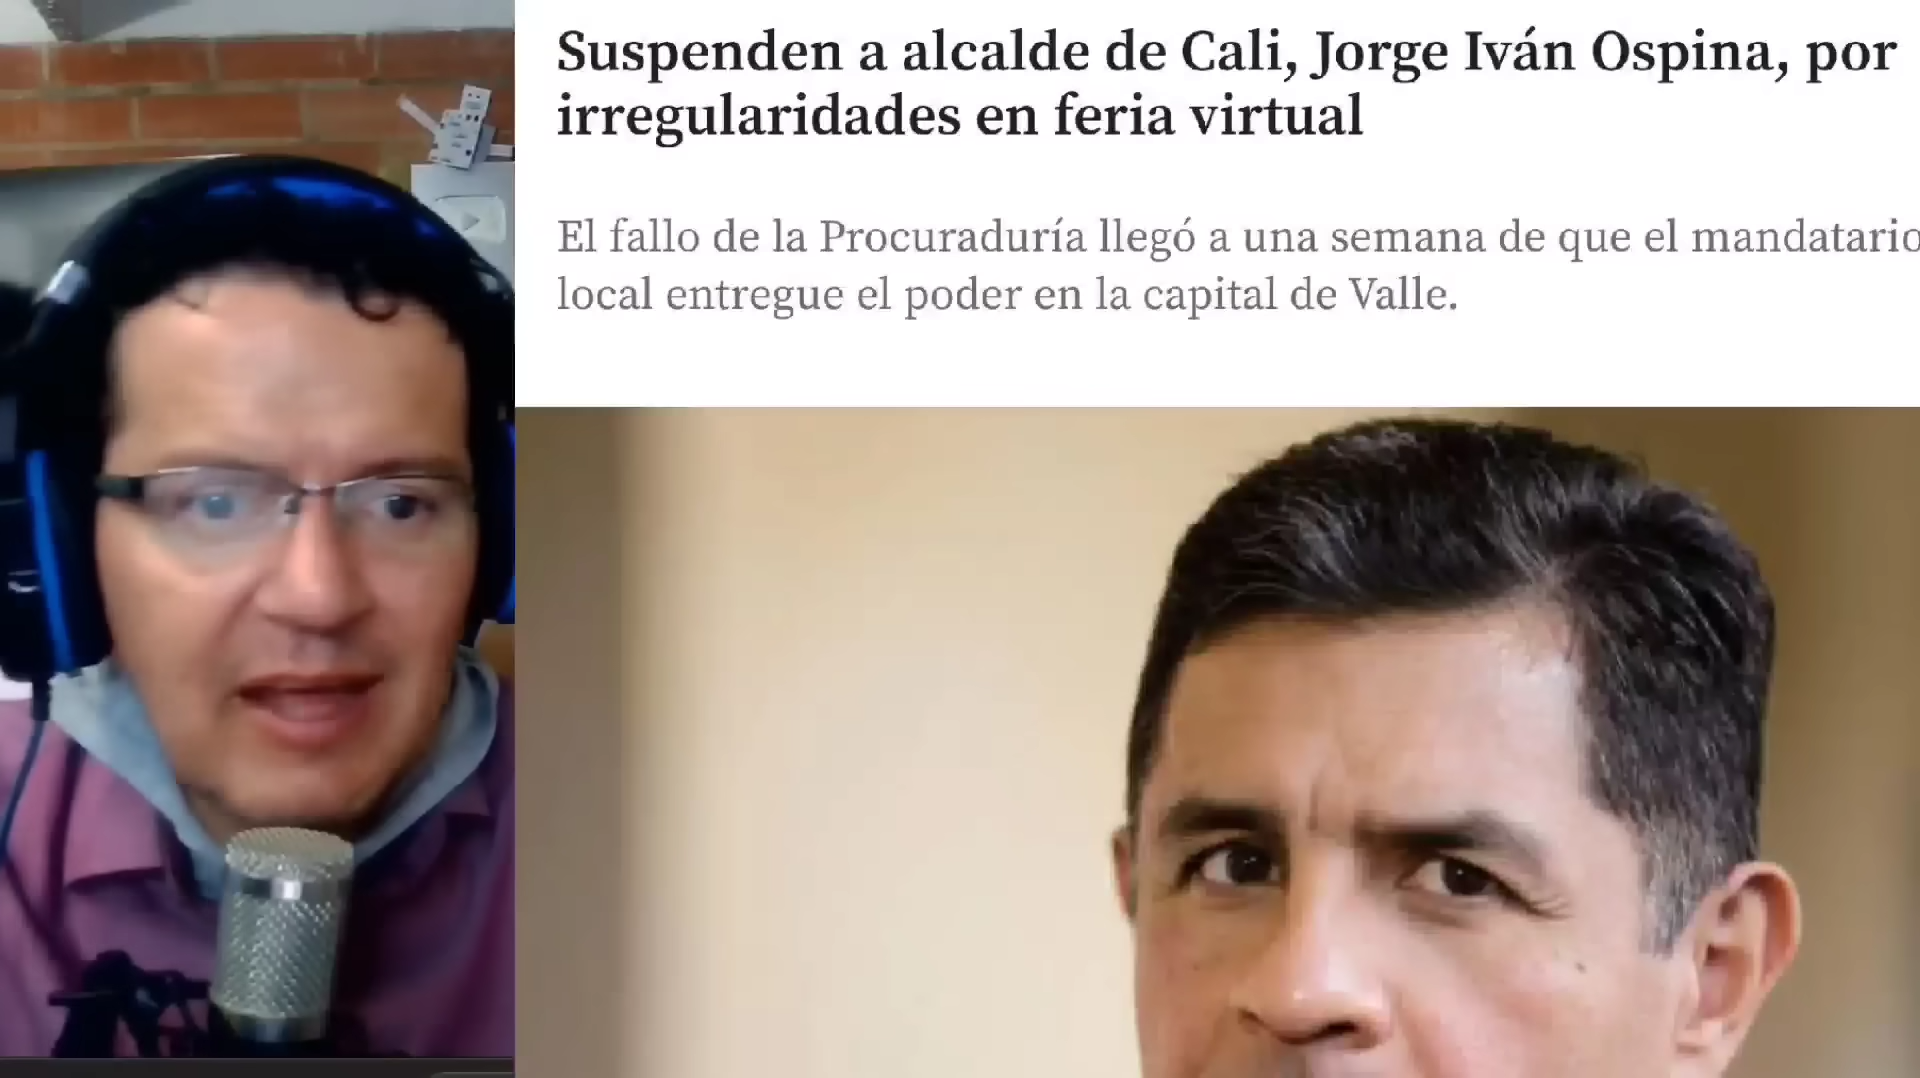 Suspenden a alcalde de Cali, Jorge Iván Ospina, por
irregularidades en feria virtual
El fallo de la Procuraduría llegó a una semana de que el mandatario
local entregue el poder en la capital de Valle.